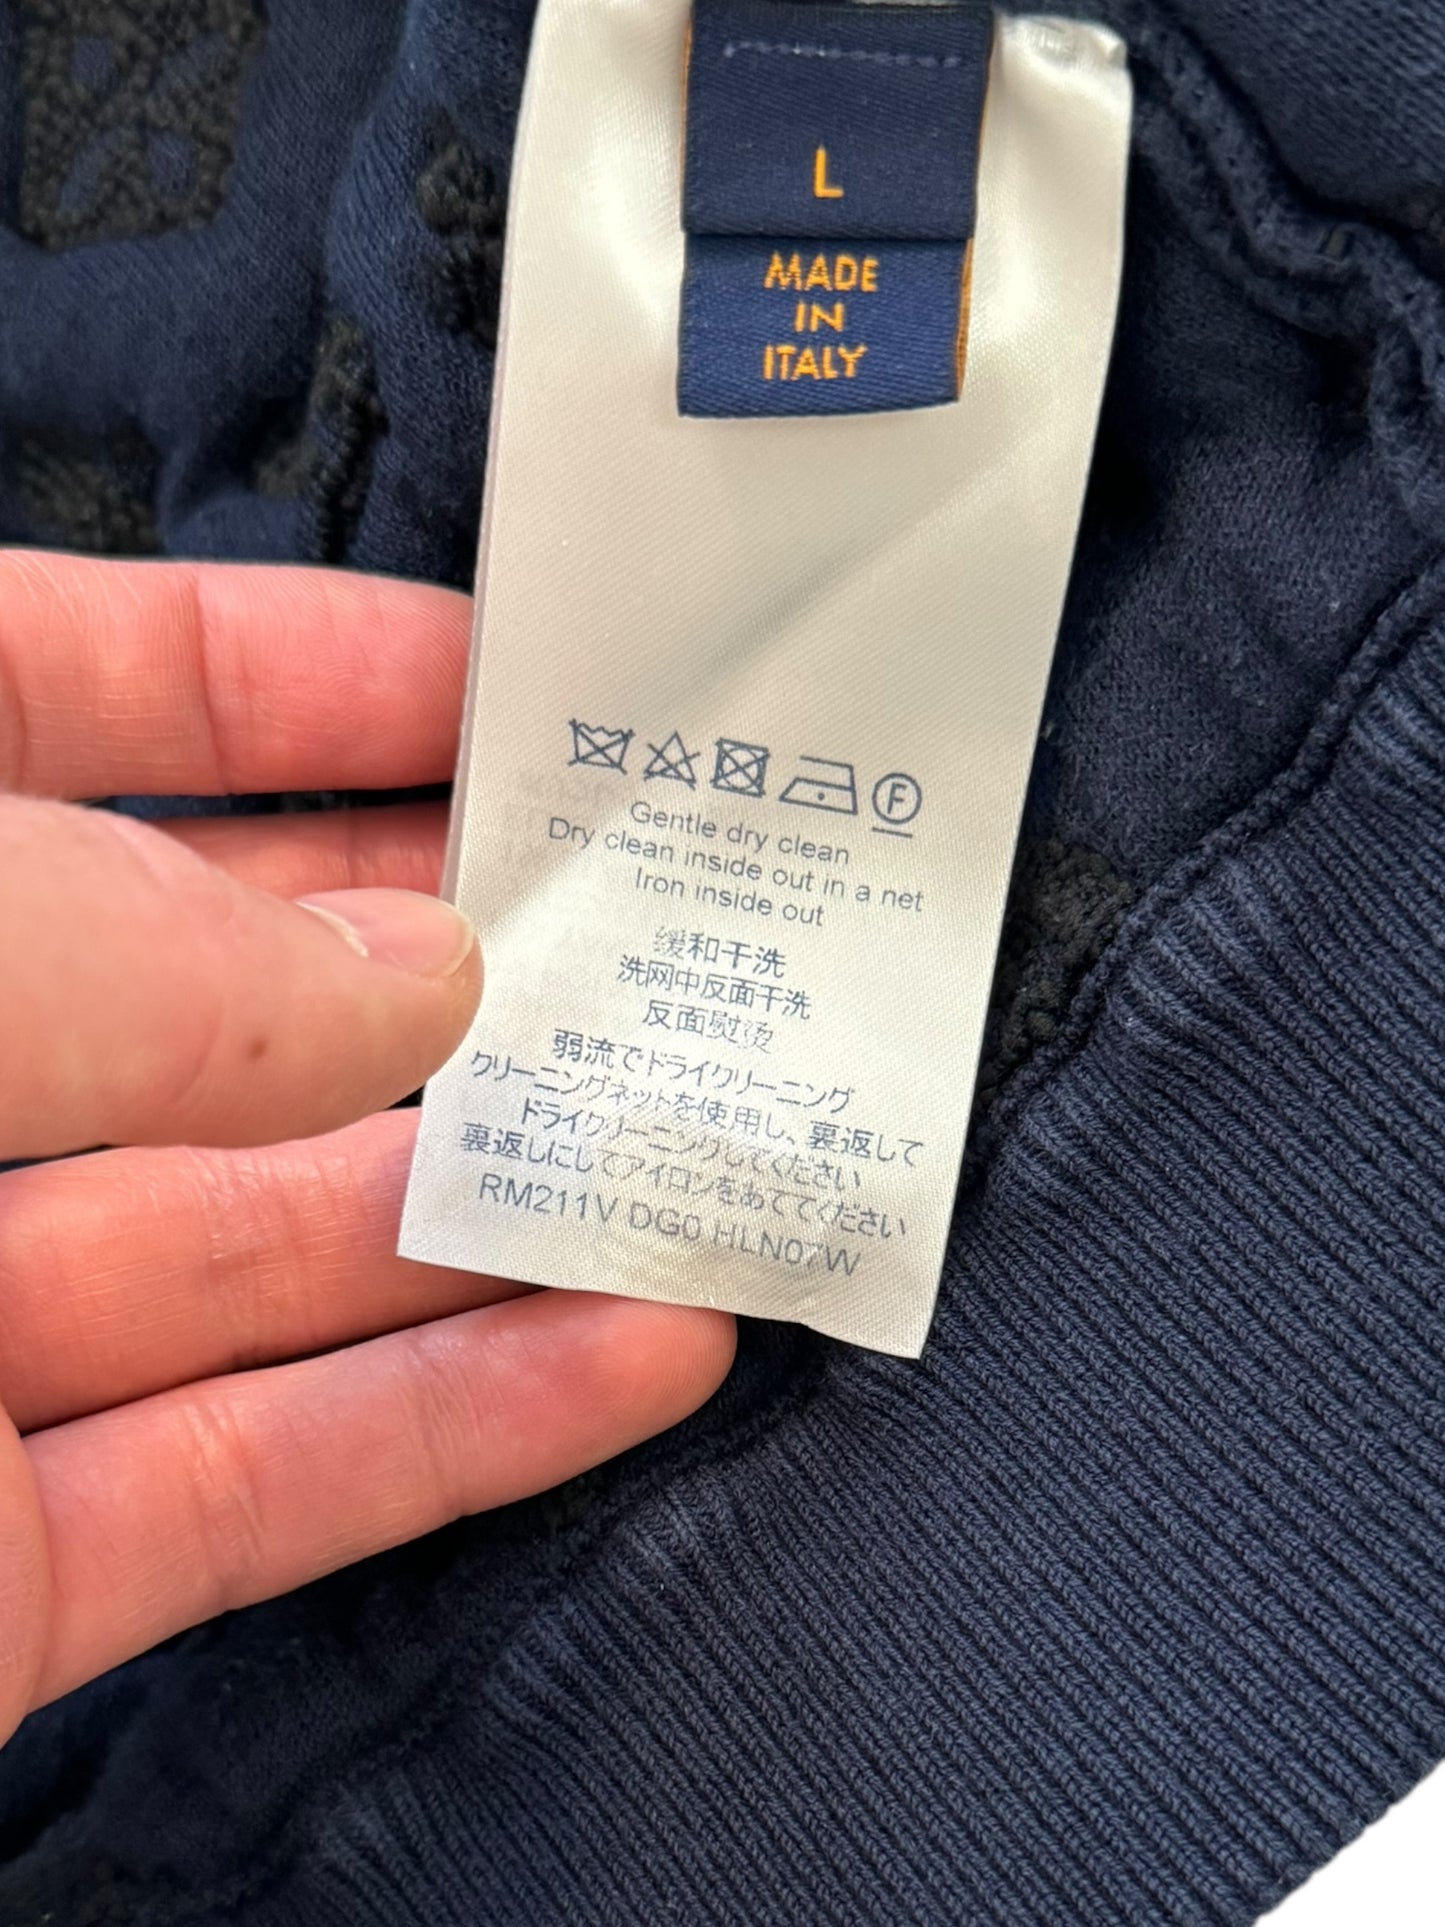 L
MADE
IN
ITALY
F
Gentle dry clean
Dry clean inside out in a net
Iron inside out
缓和干洗
洗网中反面干洗
反面熨烫
弱流でドライクリーニング
クリーニングネットを使用し、裏返して
ドライクリーニングしてください
裏返しにしてアイロンをあててください
RM211V DG0 HLN07W